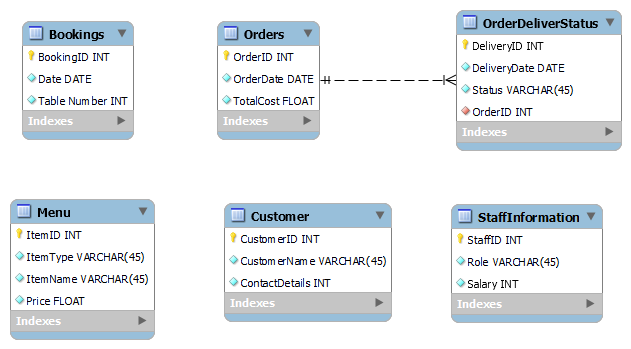 Bookings
BookingID INT
Date DATE
Table Number INT
Indexes
Orders
OrderID INT
OrderDate DATE
TotalCost FLOAT
Indexes
OrderDeliverStatus
DeliveryID INT
DeliveryDate DATE
Status VARCHAR(45)
OrderID INT
Indexes
Menu
ItemID INT
ItemType VARCHAR(45)
ItemName VARCHAR(45)
Price FLOAT
Indexes
Customer
CustomerID INT
CustomerName VARCHAR(45)
ContactDetails INT
Indexes
StaffInformation
StaffID INT
Role VARCHAR(45)
Salary INT
Indexes